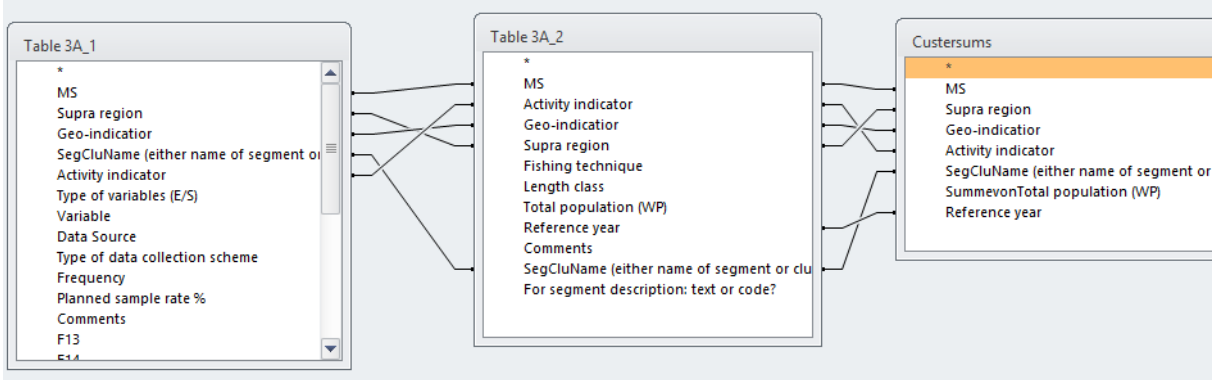 Table 3A_1
*
MS
Supra region
Geo-indicatior
SegCluName (either name of segment or
Activity indicator
Type of variables (E/S)
Variable
Data Source
Type of data collection scheme
Frequency
Planned sample rate %
Comments
F13
F14
Table 3A_2
*
MS
Activity indicator
Geo-indicatior
Supra region
Fishing technique
Length class
Total population (WP)
Reference year
Comments
SegCluName (either name of segment or clu
For segment description: text or code?
Custersums
*
MS
Supra region
Geo-indicatior
Activity indicator
SegCluName (either name of segment or
SummevonTotal population (WP)
Reference year